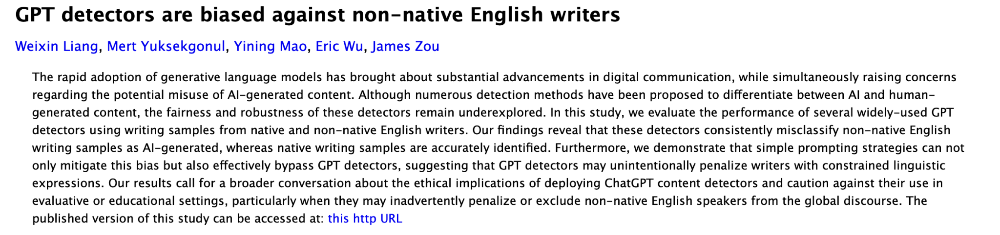 GPT detectors are biased against non-native English writers
Weixin Liang, Mert Yuksekgonul, Yining Mao, Eric Wu, James Zou
The rapid adoption of generative language models has brought about substantial advancements in digital communication, while simultaneously raising concerns
regarding the potential misuse of AI-generated content. Although numerous detection methods have been proposed to differentiate between AI and human-
generated content, the fairness and robustness of these detectors remain underexplored. In this study, we evaluate the performance of several widely-used GPT
detectors using writing samples from native and non-native English writers. Our findings reveal that these detectors consistently misclassify non-native English
writing samples as AI-generated, whereas native writing samples are accurately identified. Furthermore, we demonstrate that simple prompting strategies can not
only mitigate this bias but also effectively bypass GPT detectors, suggesting that GPT detectors may unintentionally penalize writers with constrained linguistic
expressions. Our results call for a broader conversation about the ethical implications of deploying ChatGPT content detectors and caution against their use in
evaluative or educational settings, particularly when they may inadvertently penalize or exclude non-native English speakers from the global discourse. The
published version of this study can be accessed at: this http URL